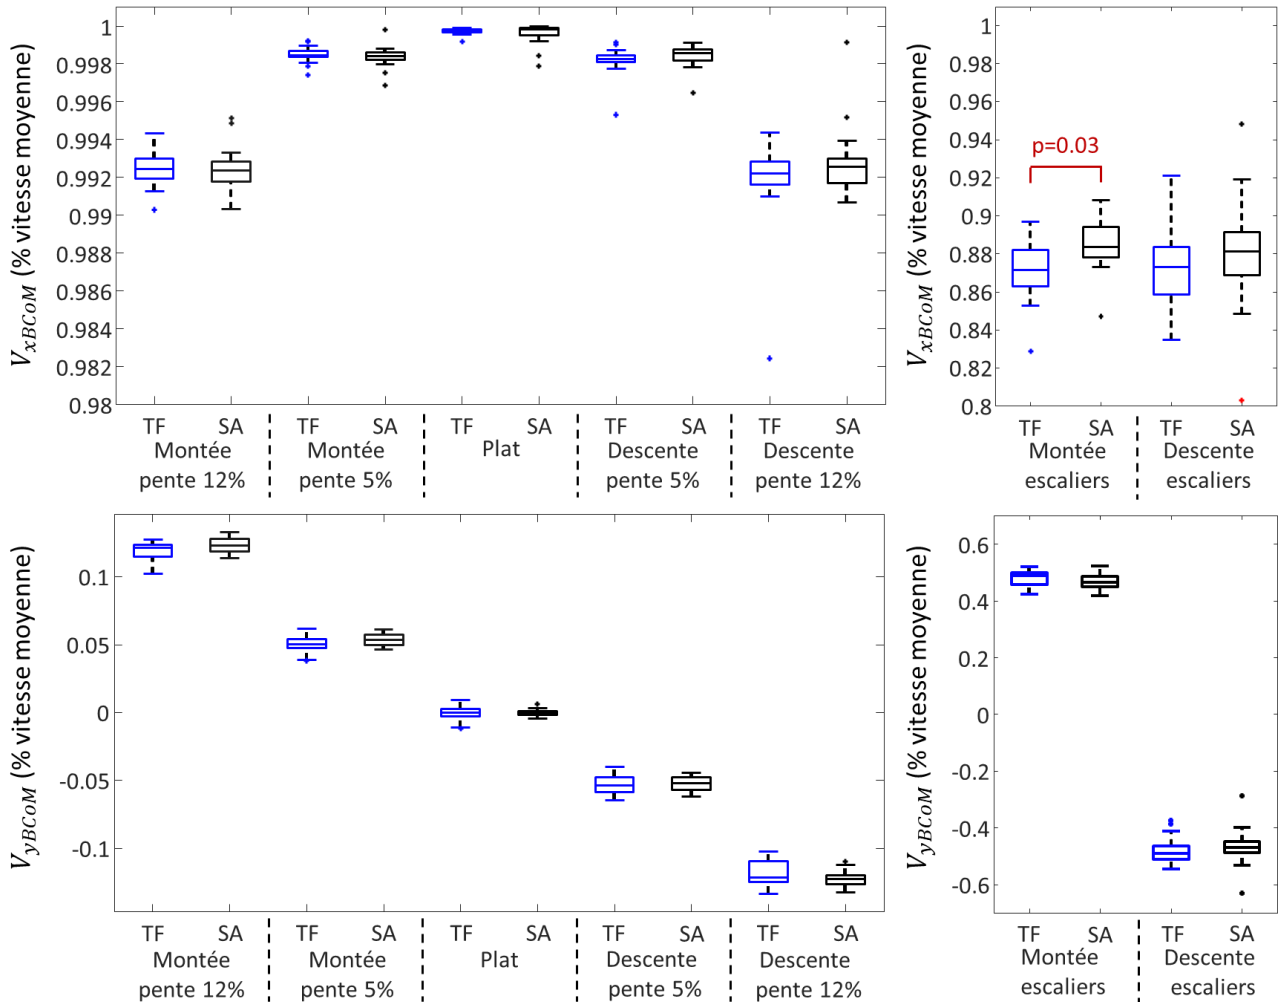 V_xBCoM (% vitesse moyenne)
1
0.998
0.996
0.994
0.992
0.99
0.988
0.986
0.984
0.982
0.98
TF SA TF SA TF SA TF SA TF SA
Montée Montée Plat Descente Descente
pente 12% pente 5% pente 5% pente 12%
V_xBCoM (% vitesse moyenne)
1
0.98
0.96
0.94
0.92
0.9
0.88
0.86
0.84
0.82
0.8
p=0.03
TF SA TF SA
Montée Descente
escaliers escaliers
V_yBCoM (% vitesse moyenne)
0.1
0.05
0
-0.05
-0.1
TF SA TF SA TF SA TF SA TF SA
Montée Montée Plat Descente Descente
pente 12% pente 5% pente 5% pente 12%
V_yBCoM (% vitesse moyenne)
0.6
0.4
0.2
0
-0.2
-0.4
-0.6
TF SA TF SA
Montée Descente
escaliers escaliers